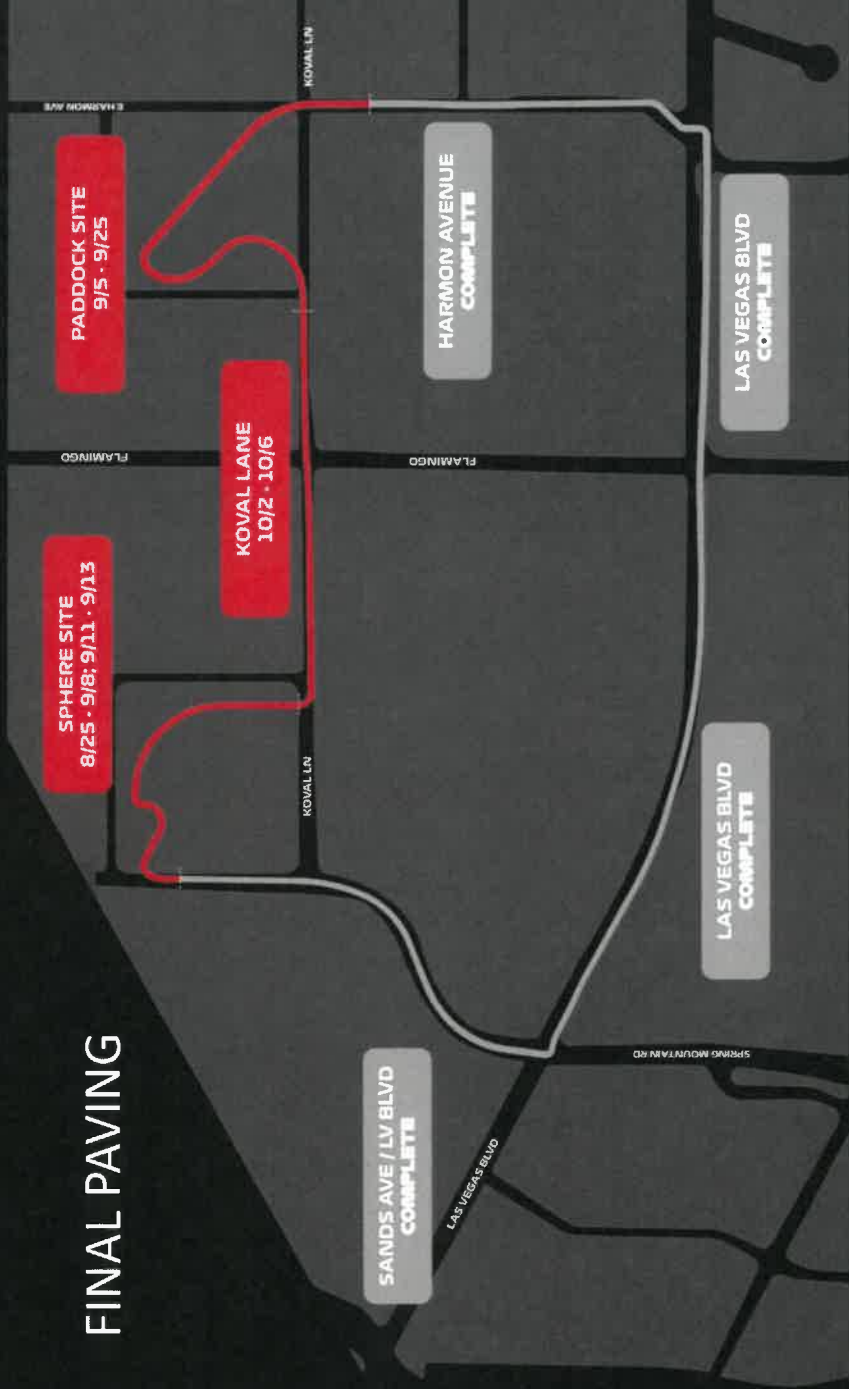 FINAL PAVING
SPHERE SITE
8/25 - 9/8; 9/11 - 9/13
PADDOCK SITE
9/5 - 9/25
E HARMON AVE
KOVAL LANE
10/2 - 10/6
FLAMINGO
KOVAL LN
KOVAL LN
SANDS AVE / LV BLVD
COMPLETE
HARMON AVENUE
COMPLETE
FLAMINGO
LAS VEGAS BLVD
SPRING MOUNTAIN RD
LAS VEGAS BLVD
COMPLETE
LAS VEGAS BLVD
COMPLETE